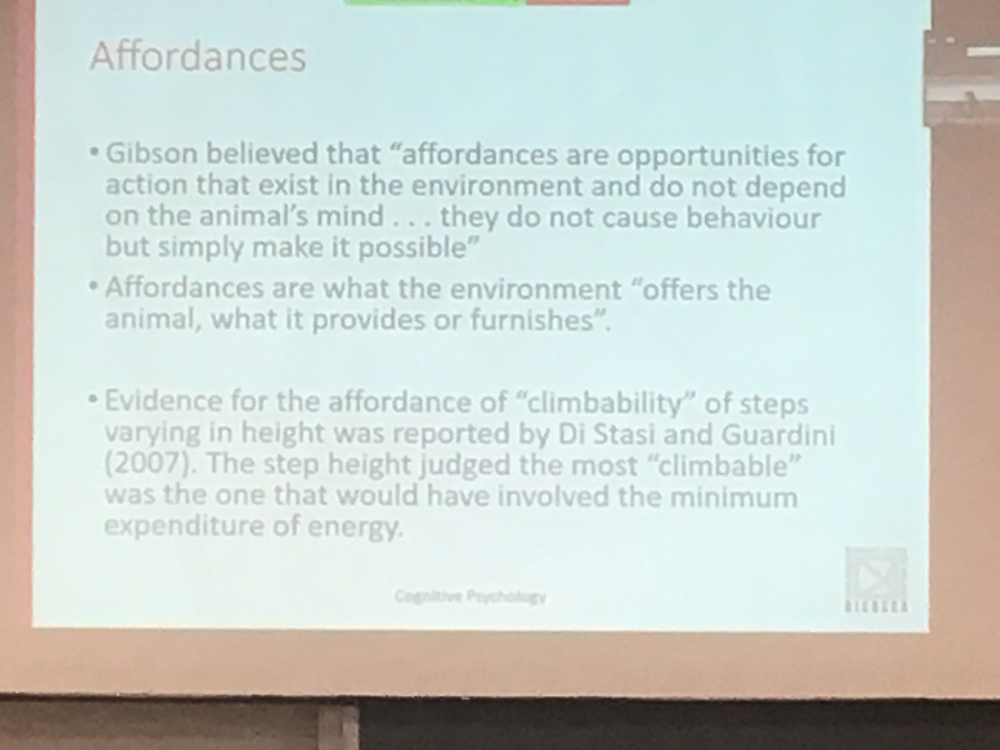 Affordances
• Gibson believed that “affordances are opportunities for
action that exist in the environment and do not depend
on the animal’s mind . . . they do not cause behaviour
but simply make it possible”
• Affordances are what the environment “offers the
animal, what it provides or furnishes”.
• Evidence for the affordance of “climbability” of steps
varying in height was reported by Di Stasi and Guardini
(2007). The step height judged the most “climbable”
was the one that would have involved the minimum
expenditure of energy.
Cognitive Psychology
BICOCCA